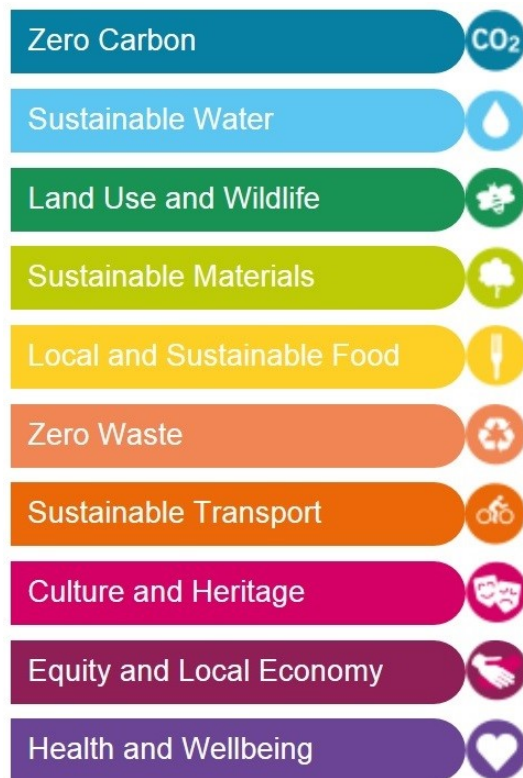 Zero Carbon CO₂
Sustainable Water
Land Use and Wildlife
Sustainable Materials
Local and Sustainable Food
Zero Waste
Sustainable Transport
Culture and Heritage
Equity and Local Economy
Health and Wellbeing